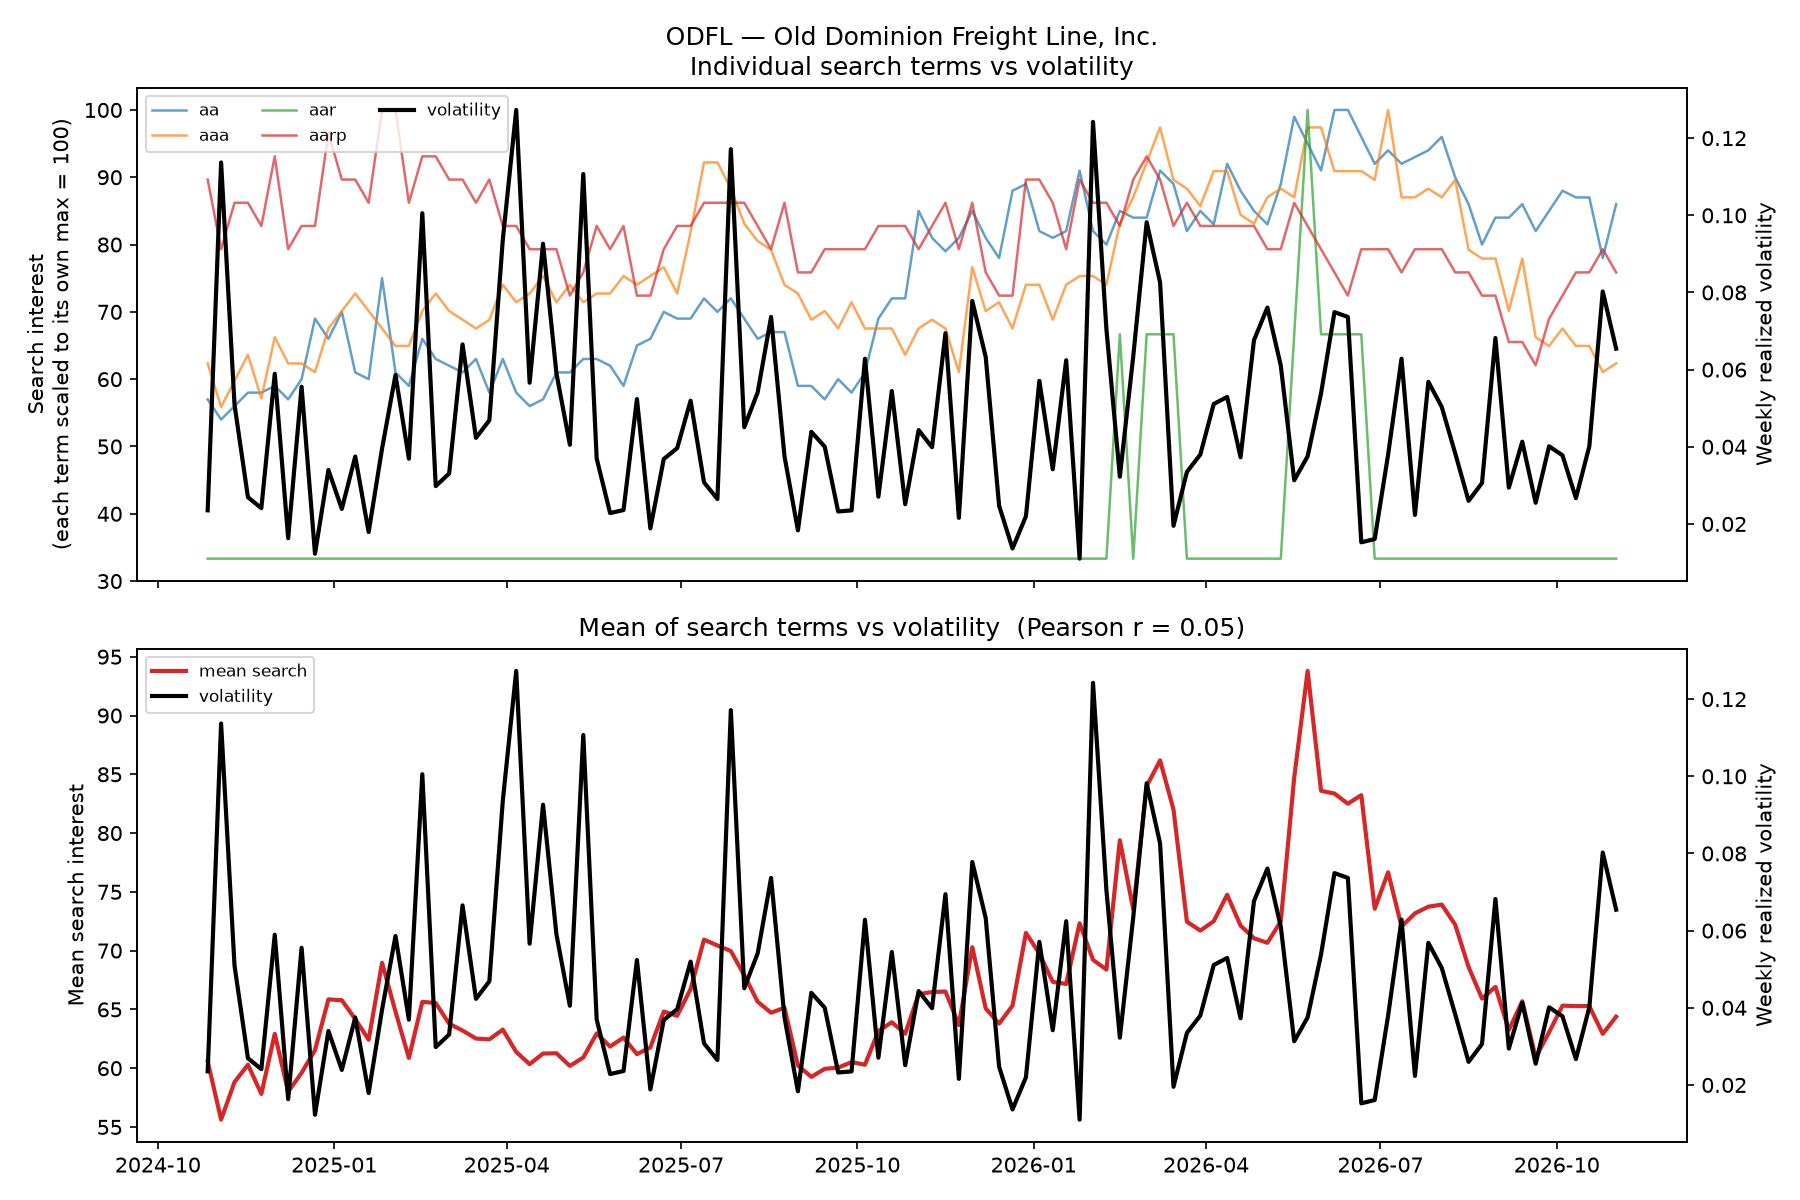 ODFL — Old Dominion Freight Line, Inc.
Individual search terms vs volatility
aa
aaa
aar
aarp
volatility
Search interest
(each term scaled to its own max = 100)
100
90
80
70
60
50
40
30
0.12
0.10
0.08
0.06
0.04
0.02
Weekly realized volatility
Mean of search terms vs volatility  (Pearson r = 0.05)
mean search
volatility
Mean search interest
95
90
85
80
75
70
65
60
55
0.12
0.10
0.08
0.06
0.04
0.02
Weekly realized volatility
2024-10
2025-01
2025-04
2025-07
2025-10
2026-01
2026-04
2026-07
2026-10